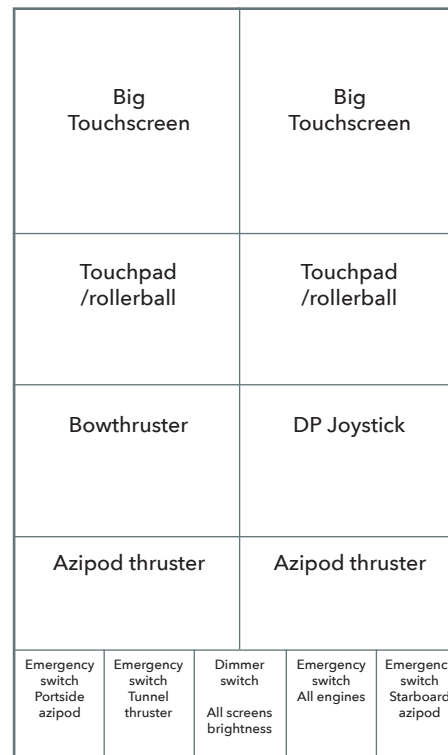 Big
Touchscreen
Big
Touchscreen
Touchpad
/rollerball
Touchpad
/rollerball
Bowthruster
DP Joystick
Azipod thruster
Azipod thruster
Emergency
switch
Portside
azipod
Emergency
switch
Tunnel
thruster
Dimmer
switch
All screens
brightness
Emergency
switch
All engines
Emergency
switch
Starboard
azipod